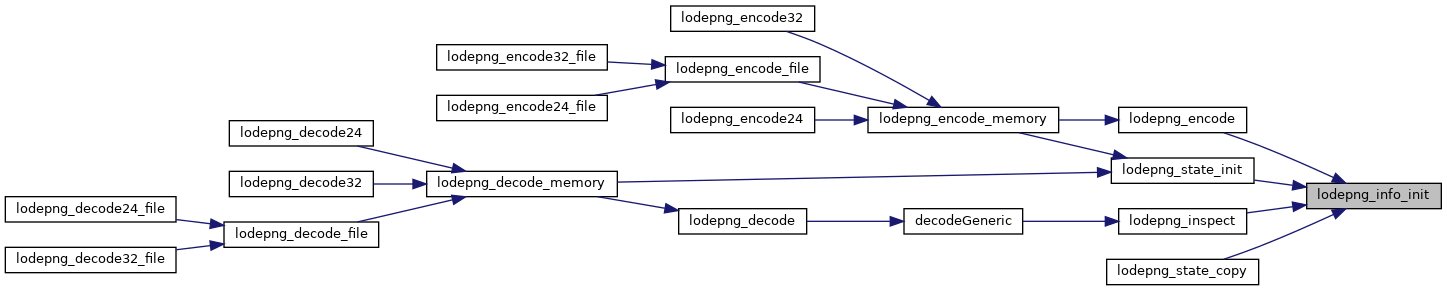 lodepng_encode32
lodepng_encode32_file
lodepng_encode_file
lodepng_encode24_file
lodepng_encode24
lodepng_encode_memory
lodepng_encode
lodepng_decode24
lodepng_state_init
lodepng_decode32
lodepng_decode_memory
lodepng_info_init
lodepng_decode24_file
lodepng_decode_file
lodepng_decode
decodeGeneric
lodepng_inspect
lodepng_decode32_file
lodepng_state_copy